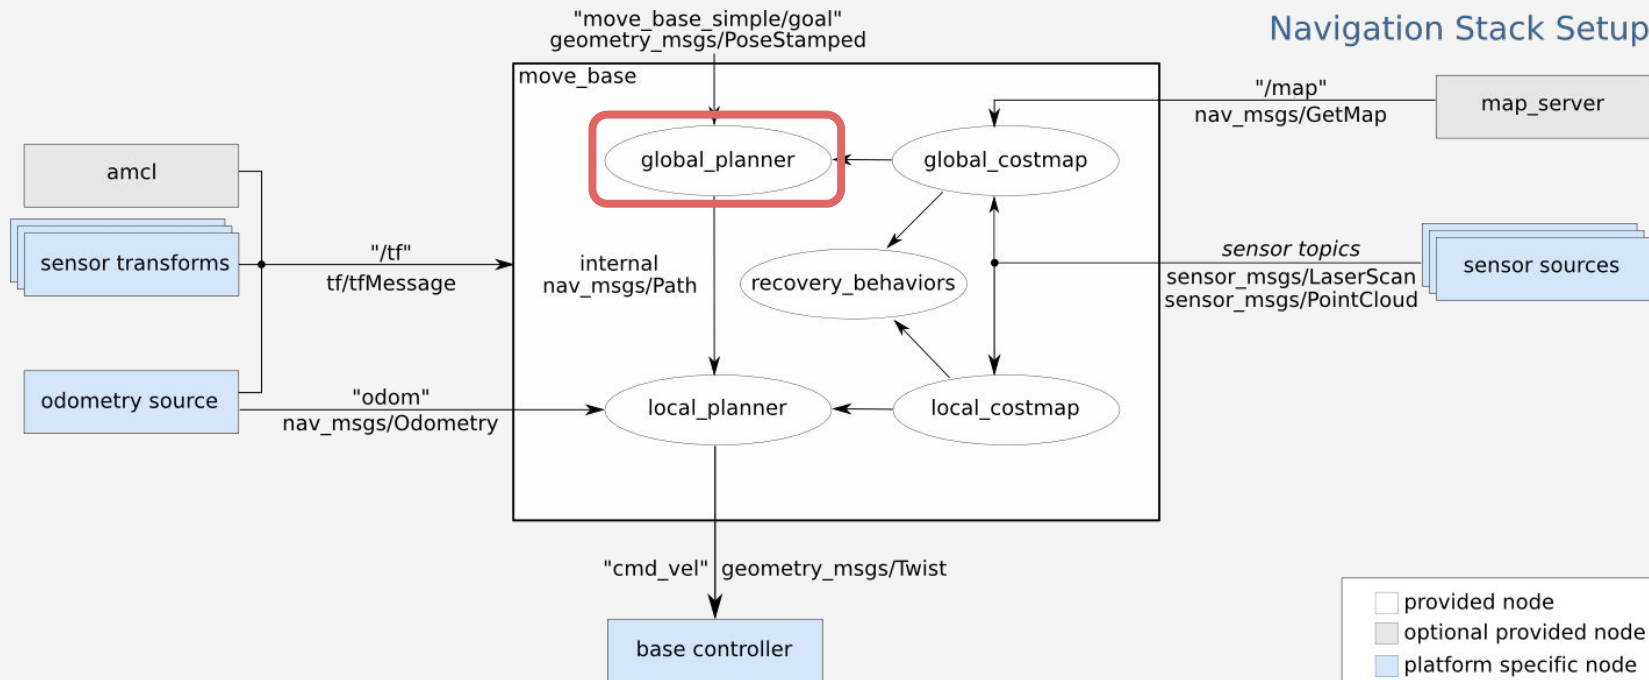 "move_base_simple/goal"
geometry_msgs/PoseStamped
Navigation Stack Setup
move_base
"/map"
nav_msgs/GetMap
map_server
global_planner
global_costmap
amcl
sensor transforms
"/tf"
tf/tfMessage
internal
nav_msgs/Path
recovery_behaviors
sensor topics
sensor_msgs/LaserScan
sensor_msgs/PointCloud
sensor sources
odometry source
"odom"
nav_msgs/Odometry
local_planner
local_costmap
"cmd_vel" geometry_msgs/Twist
base controller
provided node
optional provided node
platform specific node